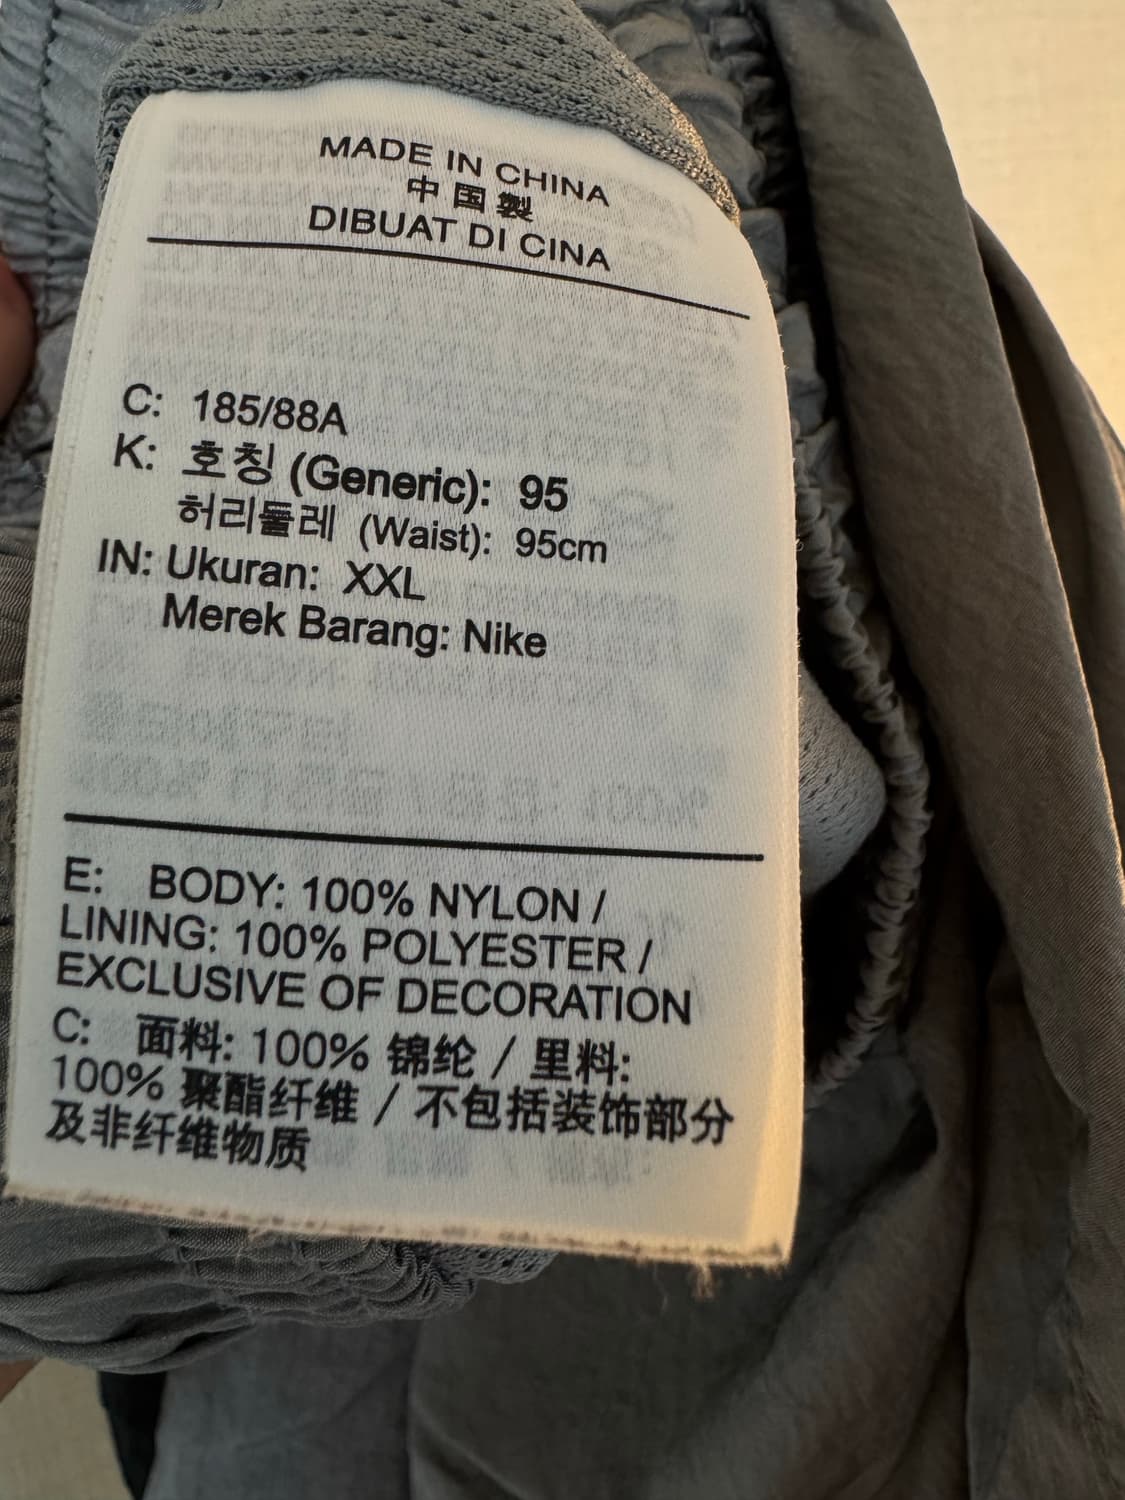 MADE IN CHINA
中国製
DIBUAT DI CINA
C: 185/88A
K: 호칭 (Generic): 95
허리둘레 (Waist): 95cm
IN: Ukuran: XXL
Merek Barang: Nike
E: BODY: 100% NYLON /
LINING: 100% POLYESTER /
EXCLUSIVE OF DECORATION
C: 面料: 100% 锦纶 / 里料:
100% 聚酯纤维 / 不包括装饰部分
及非纤维物质